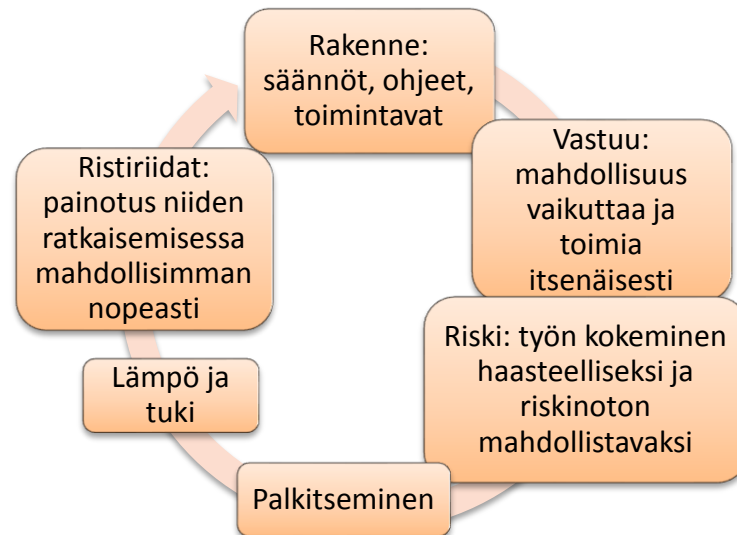 Rakenne:
säännöt, ohjeet,
toimintavat
Vastuu:
mahdollisuus
vaikuttaa ja
toimia
itsenäisesti
Riski: työn kokeminen
haasteelliseksi ja
riskinoton
mahdollistavaksi
Palkitseminen
Lämpö ja
tuki
Ristiriidat:
painotus niiden
ratkaisemisessa
mahdollisimman
nopeasti